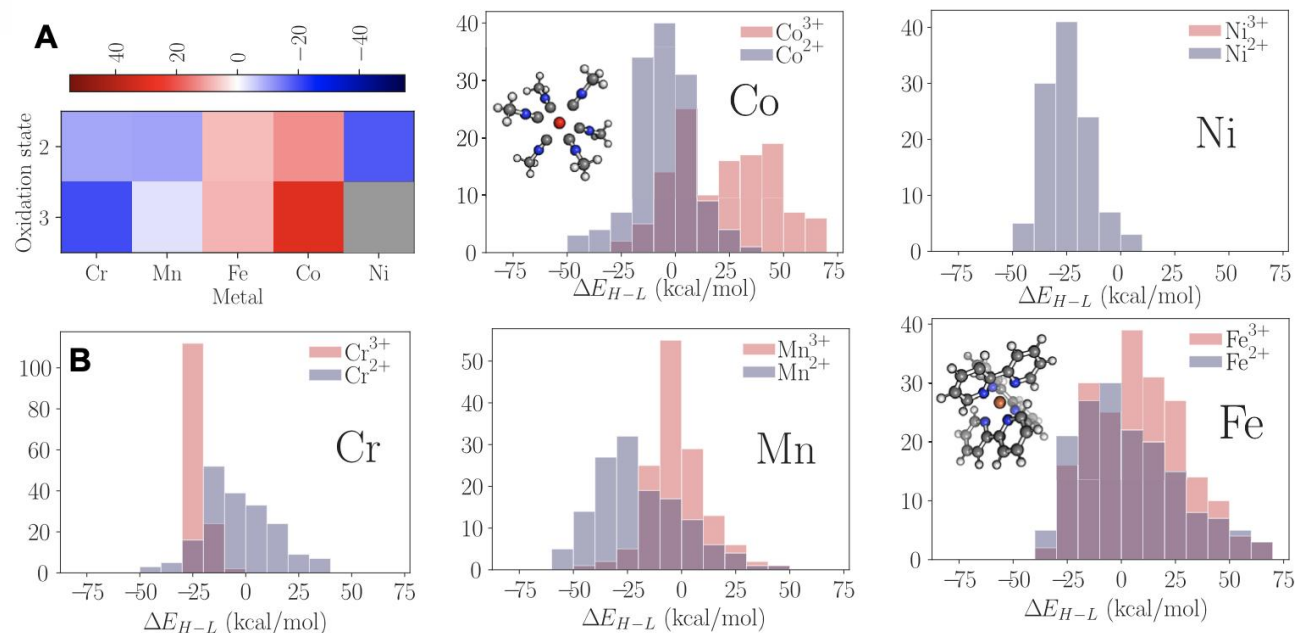 A
40 20 0 −20 −40
Oxidation state
2
3
Cr Mn Fe Co Ni
Metal
40
30
20
10
0
Co³⁺
Co²⁺
Co
−75 −50 −25 0 25 50 75
ΔE_{H−L} (kcal/mol)
40
30
20
10
0
Ni³⁺
Ni²⁺
Ni
−75 −50 −25 0 25 50 75
ΔE_{H−L} (kcal/mol)
B
100
80
60
40
20
0
Cr³⁺
Cr²⁺
Cr
−75 −50 −25 0 25 50 75
ΔE_{H−L} (kcal/mol)
50
40
30
20
10
0
Mn³⁺
Mn²⁺
Mn
−75 −50 −25 0 25 50 75
ΔE_{H−L} (kcal/mol)
40
30
20
10
0
Fe³⁺
Fe²⁺
Fe
−75 −50 −25 0 25 50 75
ΔE_{H−L} (kcal/mol)